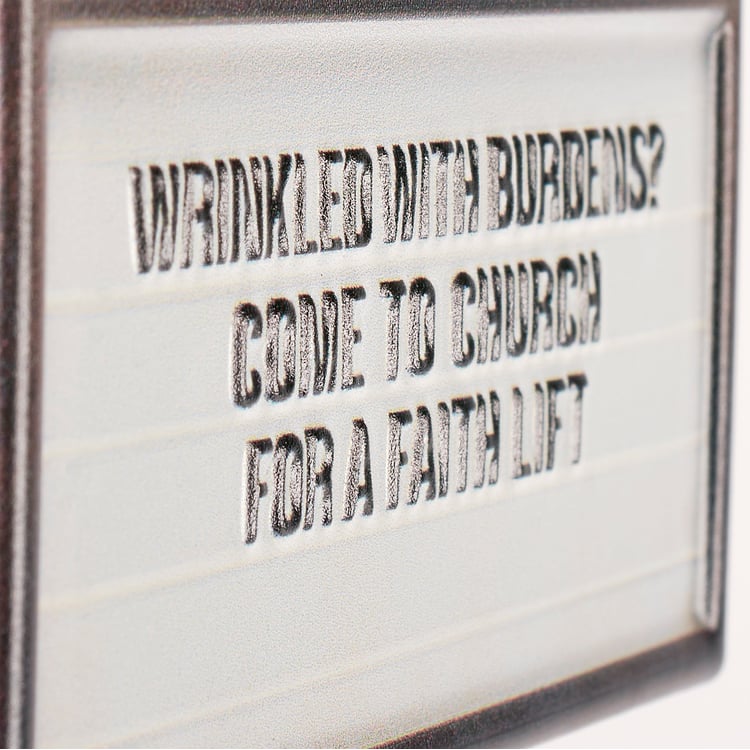 WRINKLED WITH BURDENS?
COME TO CHURCH
FOR A FAITH LIFT